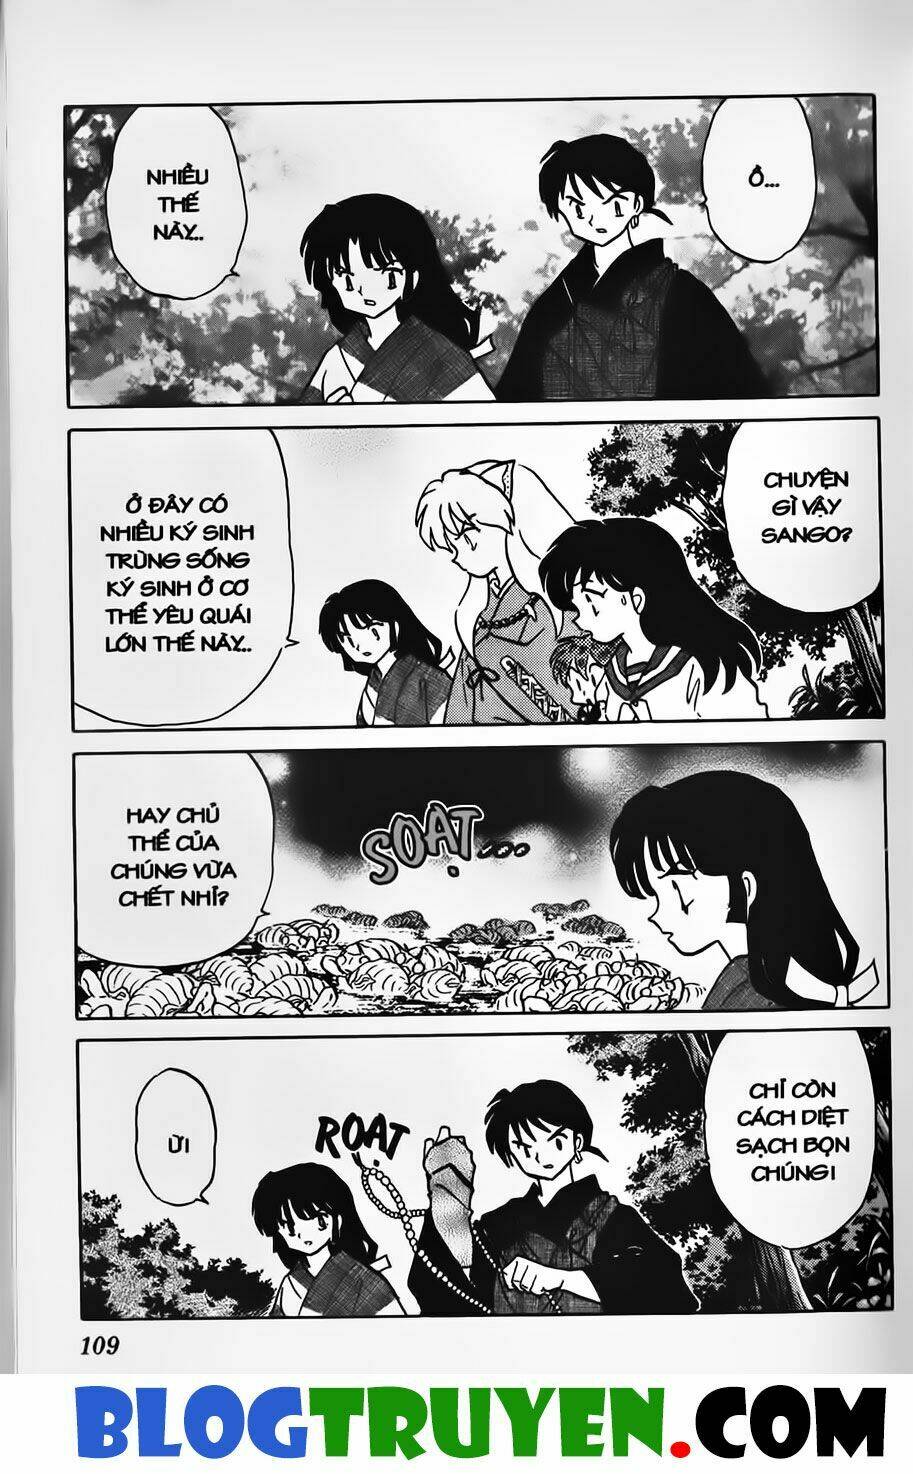 Ồ...
NHIỀU
THẾ
NÀY...
CHUYỆN
GÌ VẬY
SANGO?
Ở ĐÂY CÓ
NHIỀU KÝ SINH
TRÙNG SỐNG
KÝ SINH Ở CƠ
THỂ YÊU QUÁI
LỚN THẾ NÀY...
SOẠT...
HAY CHỦ
THỂ CỦA
CHÚNG VỪA
CHẾT NHỈ?
CHỈ CÒN
CÁCH DIỆT
SẠCH BỌN
CHÚNG!
ROẠT
ỪI
109
BLOGTRUYEN.COM